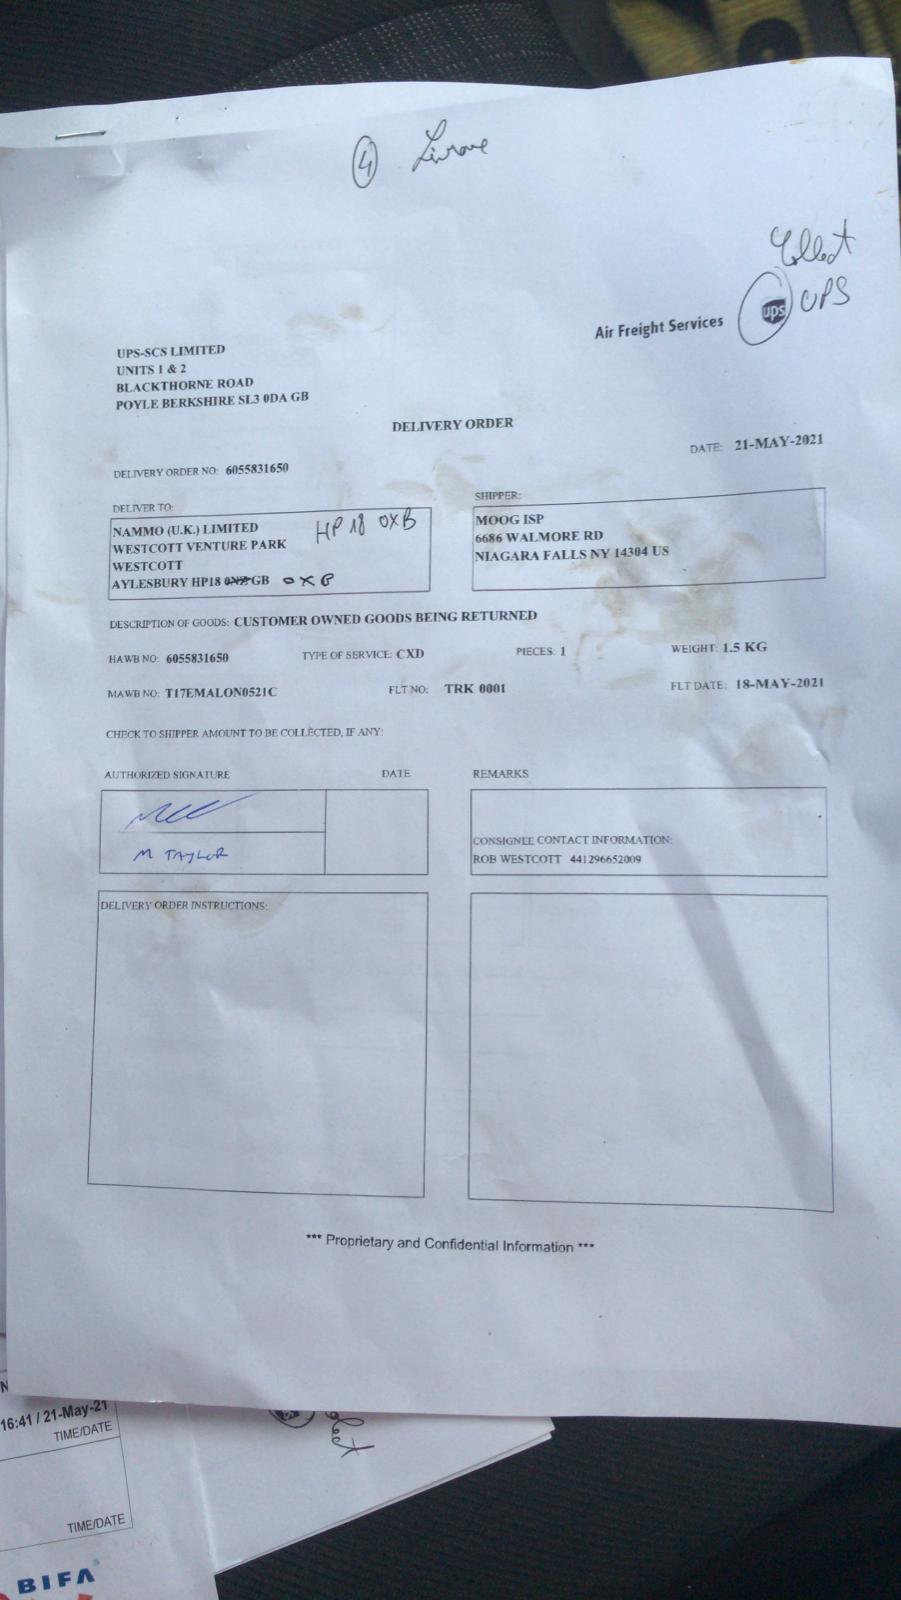 4
Collect
UPS
Air Freight Services
ups
UPS-SCS LIMITED
UNITS 1 & 2
BLACKTHORNE ROAD
POYLE BERKSHIRE SL3 0DA GB
DELIVERY ORDER
DATE: 21-MAY-2021
DELIVERY ORDER NO: 6055831650
DELIVER TO:
NAMMO (U.K.) LIMITED
HP 18 0XB
WESTCOTT VENTURE PARK
WESTCOTT
AYLESBURY HP18 GB
SHIPPER:
MOOG ISP
6686 WALMORE RD
NIAGARA FALLS NY 14304 US
DESCRIPTION OF GOODS: CUSTOMER OWNED GOODS BEING RETURNED
HAWB NO: 6055831650 TYPE OF SERVICE: CXD PIECES: 1 WEIGHT: 1.5 KG
MAWB NO: T17EMALON0521C FLT NO: TRK 0001 FLT DATE: 18-MAY-2021
CHECK TO SHIPPER AMOUNT TO BE COLLECTED, IF ANY:
AUTHORIZED SIGNATURE DATE
M TAYLOR
REMARKS
CONSIGNEE CONTACT INFORMATION:
ROB WESTCOTT 441296652009
DELIVERY ORDER INSTRUCTIONS:
*** Proprietary and Confidential Information ***
16:41 / 21-May-21
TIME/DATE
TIME/DATE
BIFA